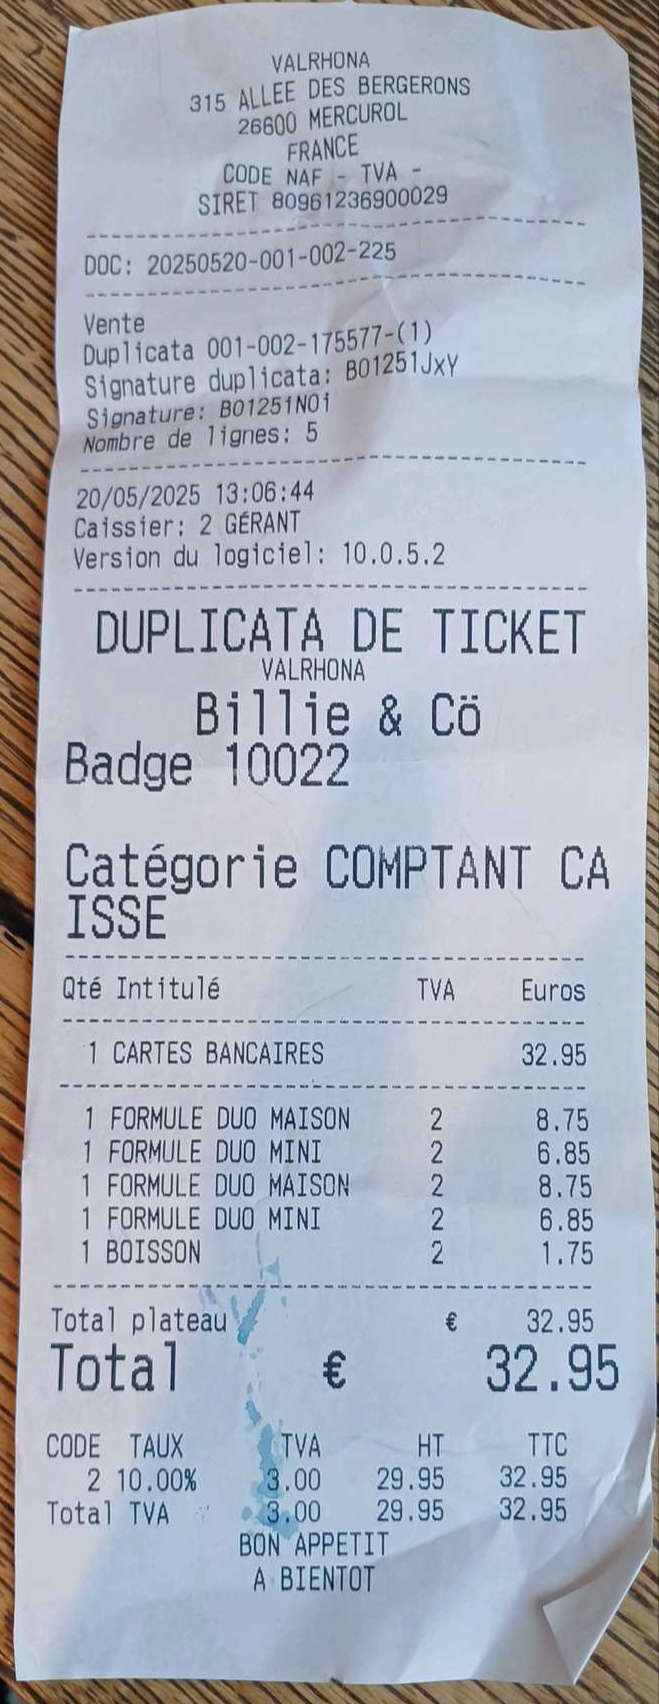 VALRHONA
315 ALLEE DES BERGERONS
26600 MERCUROL
FRANCE
CODE NAF - TVA -
SIRET 80961236900029
DOC: 20250520-001-002-225
Vente
Duplicata 001-002-175577-(1)
Signature duplicata: BO1251JxY
Signature: BO1251NOi
Nombre de lignes: 5
20/05/2025 13:06:44
Caissier: 2 GÉRANT
Version du logiciel: 10.0.5.2
DUPLICATA DE TICKET
VALRHONA
Billie & Cö
Badge 10022
Catégorie COMPTANT CA
ISSE
Qté Intitulé TVA Euros
1 CARTES BANCAIRES 32.95
1 FORMULE DUO MAISON 2 8.75
1 FORMULE DUO MINI 2 6.85
1 FORMULE DUO MAISON 2 8.75
1 FORMULE DUO MINI 2 6.85
1 BOISSON 2 1.75
Total plateau € 32.95
Total € 32.95
CODE TAUX TVA HT TTC
2 10.00% 3.00 29.95 32.95
Total TVA 3.00 29.95 32.95
BON APPETIT
A BIENTOT